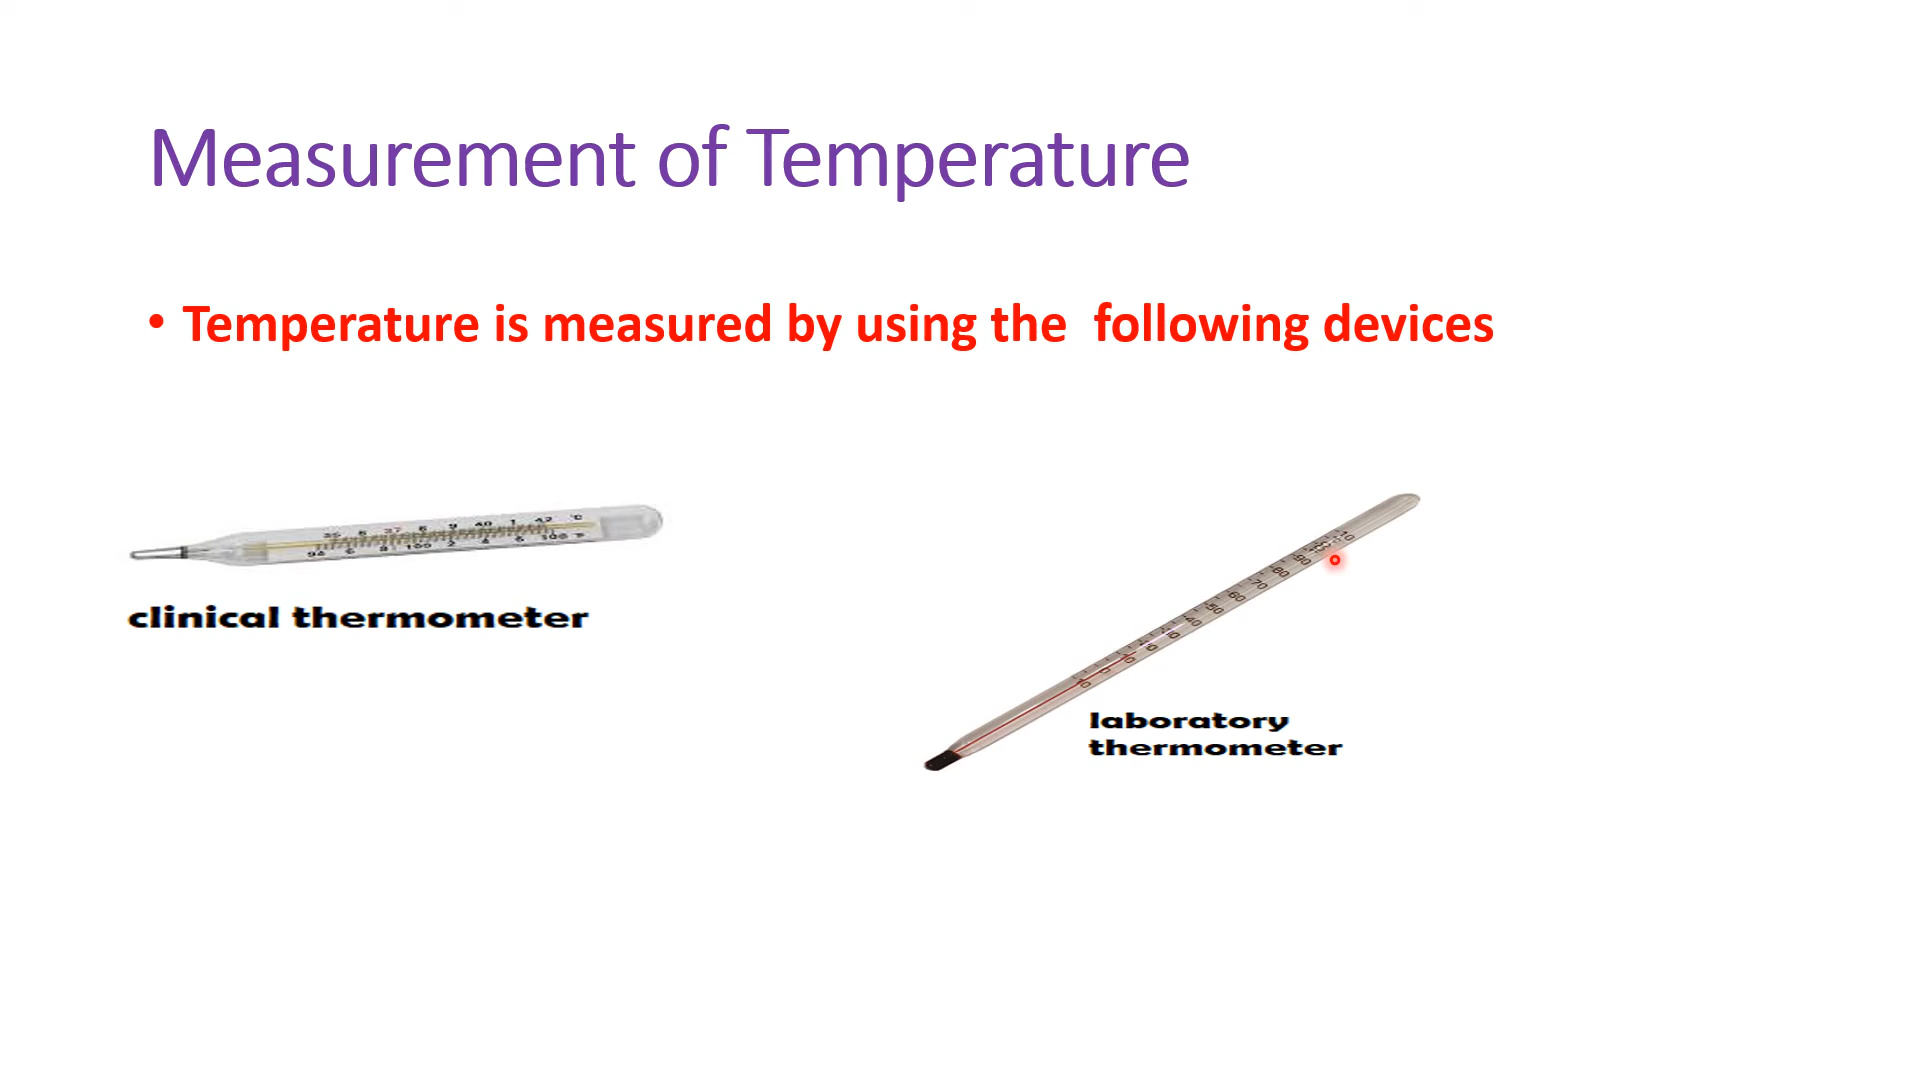 Measurement of Temperature
• Temperature is measured by using the  following devices
clinical thermometer
laboratory
thermometer